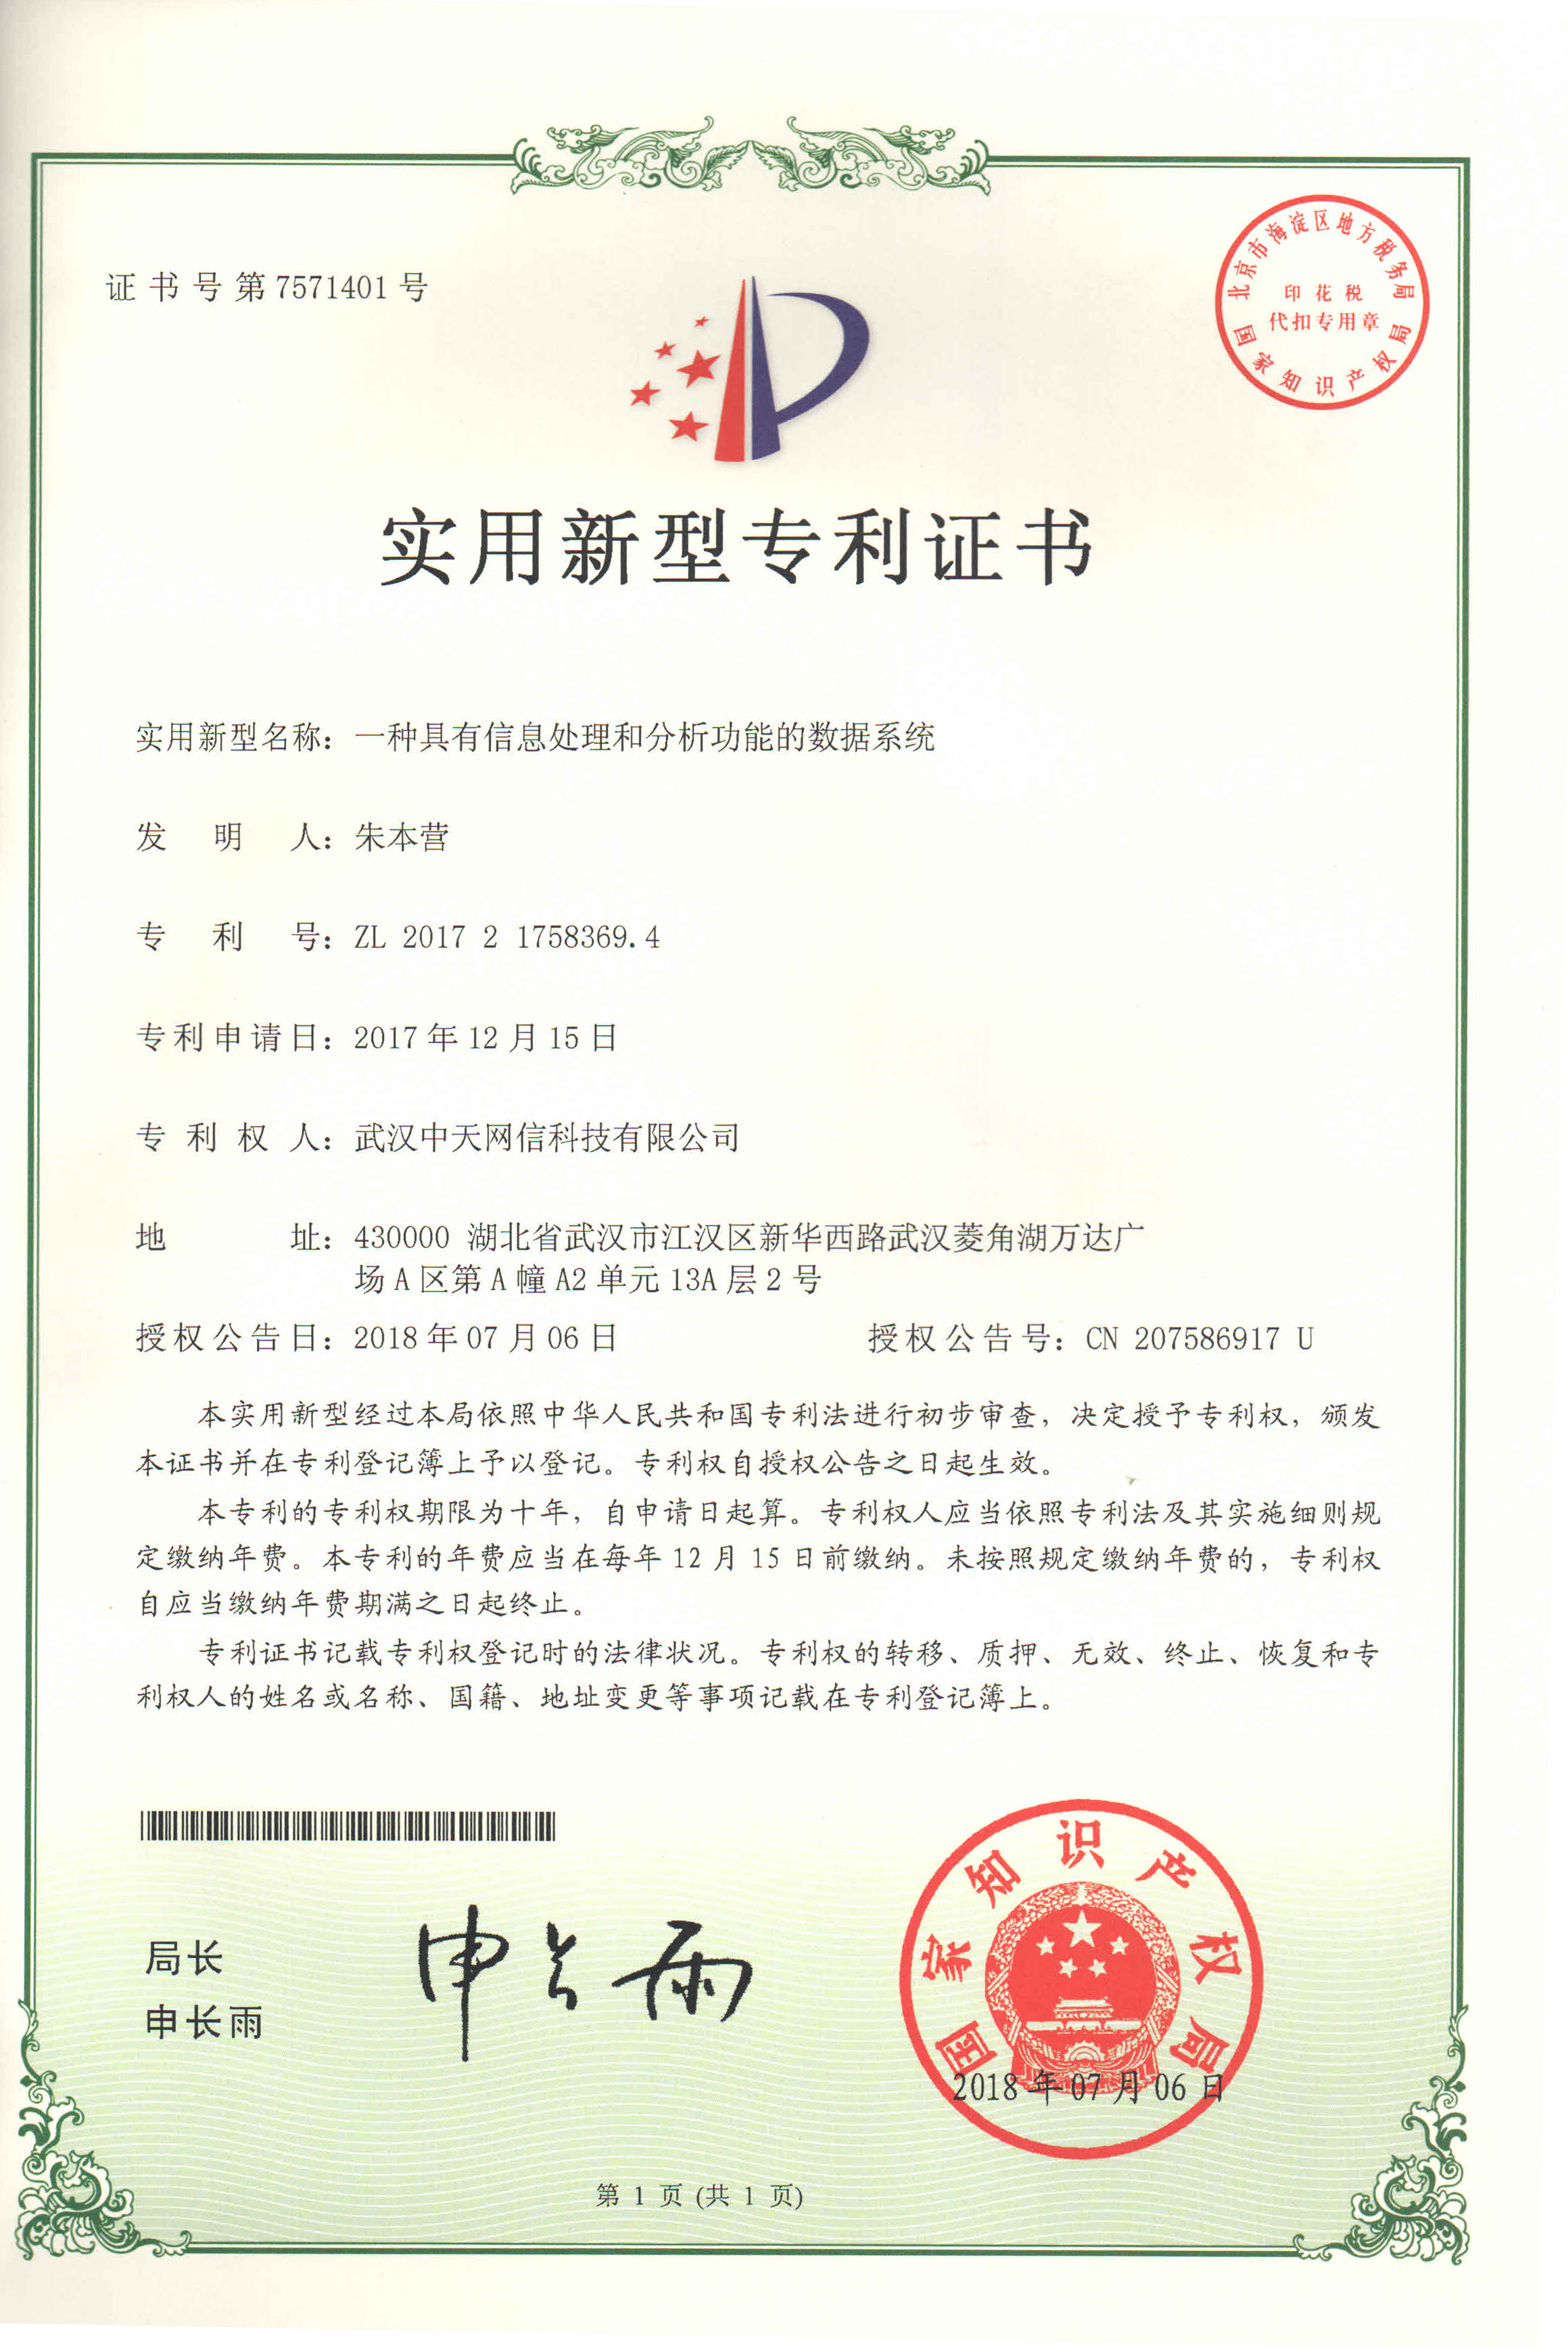 证书号第7571401号
北京市海淀区地方税务局
印花税
代扣专用章
国家知识产权局
实用新型专利证书
实用新型名称：一种具有信息处理和分析功能的数据系统
发明人：朱本营
专利号：ZL 2017 2 1758369.4
专利申请日：2017年12月15日
专利权人：武汉中天网信科技有限公司
地址：430000 湖北省武汉市江汉区新华西路武汉菱角湖万达广
场A区第A幢A2单元13A层2号
授权公告日：2018年07月06日 授权公告号：CN 207586917 U
本实用新型经过本局依照中华人民共和国专利法进行初步审查，决定授予专利权，颁发
本证书并在专利登记簿上予以登记。专利权自授权公告之日起生效。
本专利的专利权期限为十年，自申请日起算。专利权人应当依照专利法及其实施细则规
定缴纳年费。本专利的年费应当在每年12月15日前缴纳。未按照规定缴纳年费的，专利权
自应当缴纳年费期满之日起终止。
专利证书记载专利权登记时的法律状况。专利权的转移、质押、无效、终止、恢复和专
利权人的姓名或名称、国籍、地址变更等事项记载在专利登记簿上。
局长
申长雨
申长雨
国家知识产权局
2018年07月06日
第 1 页 (共 1 页)